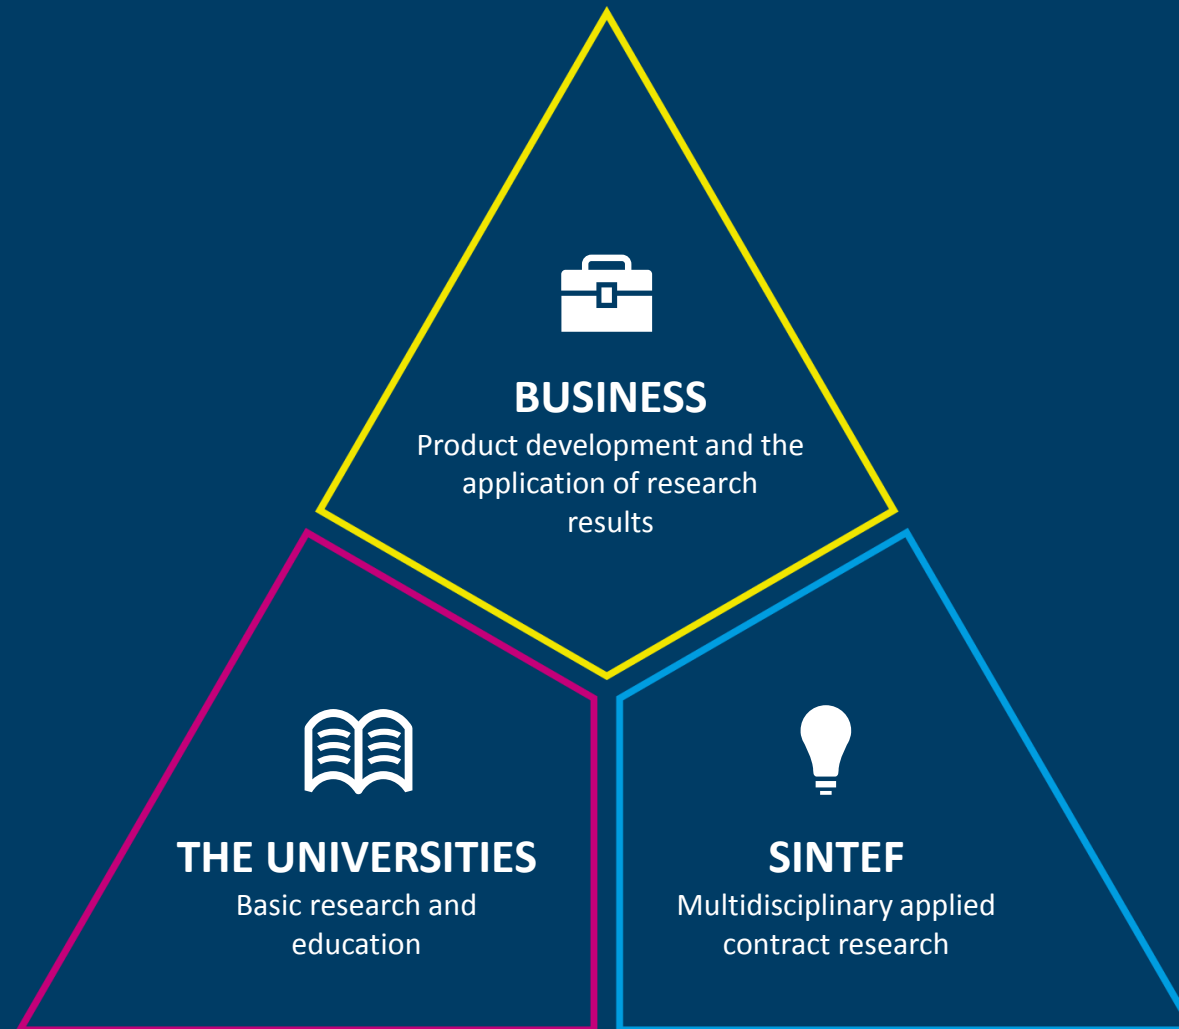 BUSINESS
Product development and the
application of research
results
THE UNIVERSITIES
Basic research and
education
SINTEF
Multidisciplinary applied
contract research